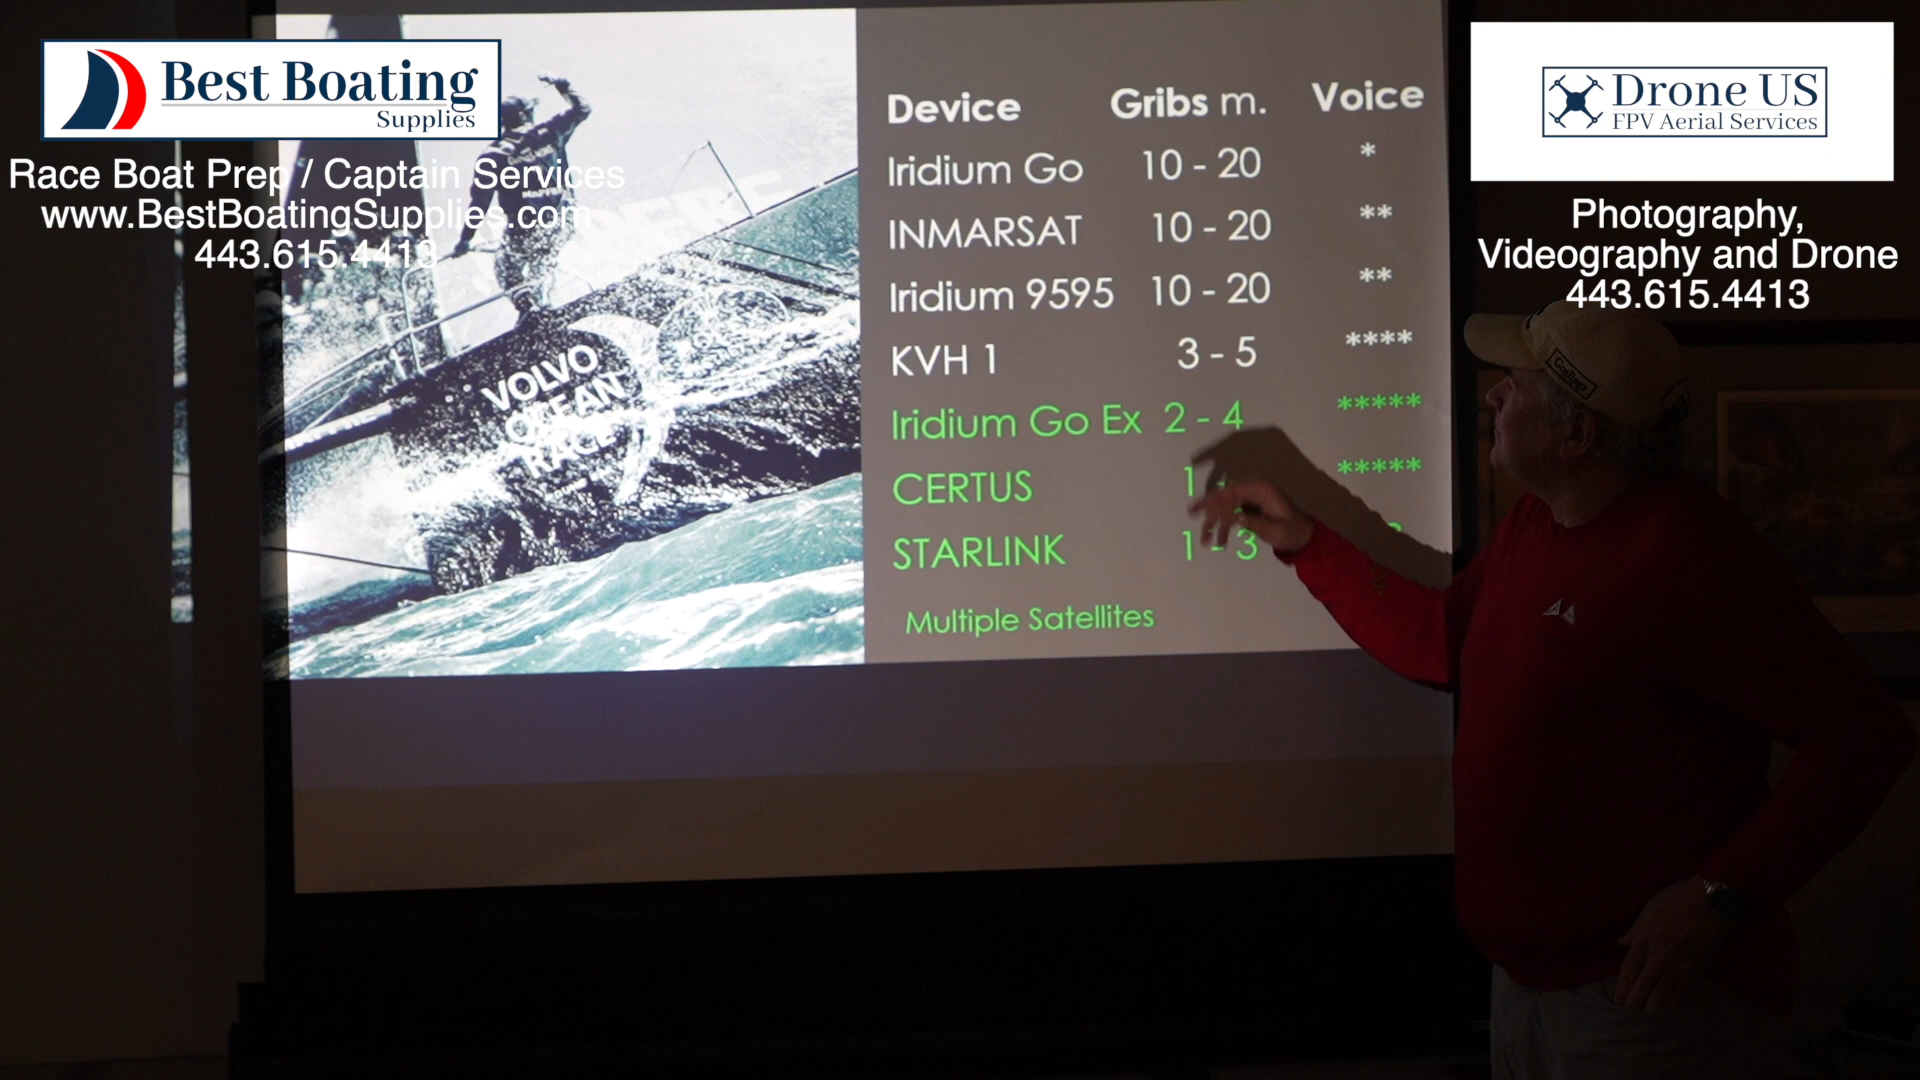 Best Boating
Supplies
Race Boat Prep / Captain Services
www.BestBoatingSupplies.com
443.615.4413
VOLVO
OCEAN
RACE
Device Gribs m. Voice
Iridium Go 10 - 20 *
INMARSAT 10 - 20 **
Iridium 9595 10 - 20 **
KVH 1 3 - 5 ****
Iridium Go Ex 2 - 4 *****
CERTUS 1 - *****
STARLINK 1 - 3
Multiple Satellites
Drone US
FPV Aerial Services
Photography,
Videography and Drone
443.615.4413